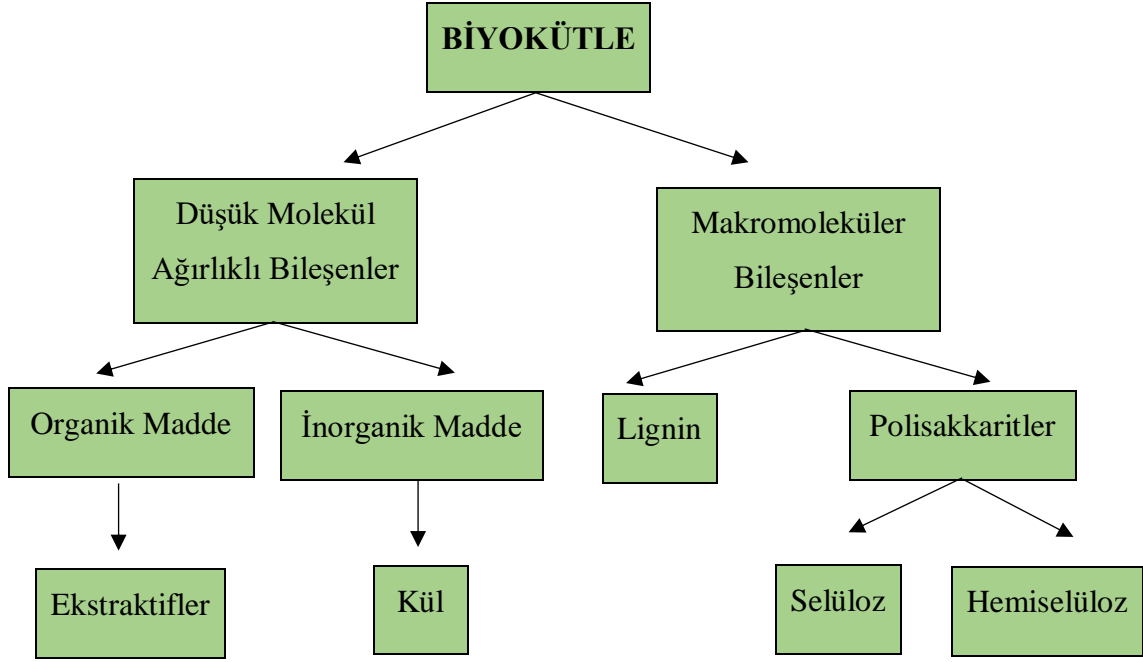 BİYOKÜTLE
Düşük Molekül
Ağırlıklı Bileşenler
Makromoleküler
Bileşenler
Organik Madde
İnorganik Madde
Lignin
Polisakkaritler
Ekstraktifler
Kül
Selüloz
Hemiselüloz